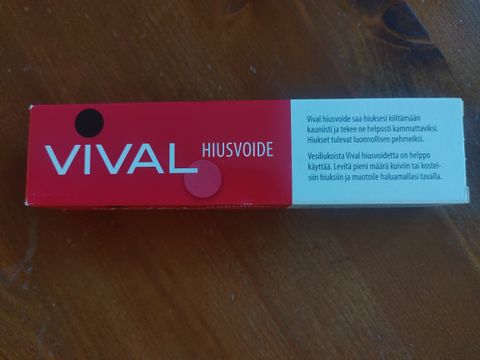 VIVAL HIUSVOIDE
Vival hiusvoide saa hiuksesi kiiltämään
kauniisti ja tekee ne helposti kammattaviksi.
Hiukset tulevat luonnollisen pehmeiksi.
Vesiliukoista Vival hiusvoidetta on helppo
käyttää. Levitä pieni määrä kuiviin tai kostei-
siin hiuksiin ja muotoile haluamallasi tavalla.